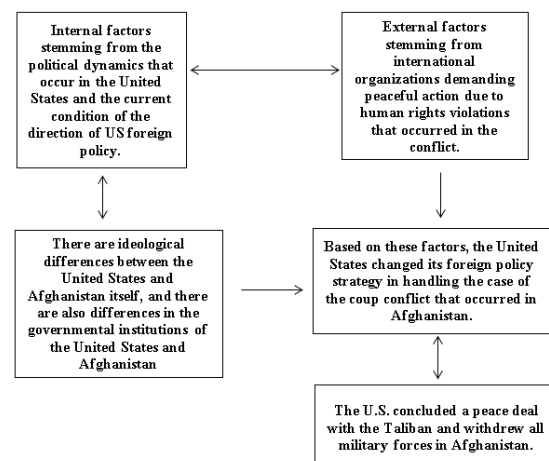 Internal factors
stemming from the
political dynamics that
occur in the United
States and the current
condition of the
direction of US foreign
policy.
External factors
stemming from
international
organizations demanding
peaceful action due to
human rights violations
that occurred in the
conflict.
There are ideological
differences between the
United States and
Afghanistan itself, and there
are also differences in the
governmental institutions of
the United States and
Afghanistan
Based on these factors, the United
States changed its foreign policy
strategy in handling the case of
the coup conflict that occurred in
Afghanistan.
The U.S. concluded a peace deal
with the Taliban and withdrew all
military forces in Afghanistan.